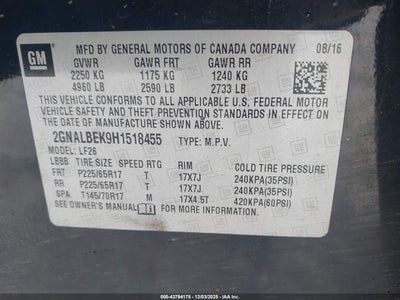 GM
MFD BY GENERAL MOTORS OF CANADA COMPANY 08/16
GVWR GAWR FRT GAWR RR
2250 KG 1175 KG 1240 KG
4960 LB 2590 LB 2733 LB
THIS VEHICLE CONFORMS TO ALL APPLICABLE U.S. FEDERAL MOTOR
VEHICLE SAFETY AND THEFT PREVENTION STANDARDS IN EFFECT
ON THE DATE OF MANUFACTURE SHOWN ABOVE.
2GNALBEK9H1518455 TYPE: M.P.V.
MODEL: LF26
LBBB TIRE SIZE SPEED RTG RIM COLD TIRE PRESSURE
FRT P225/65R17 T 17X7J 240KPA(35PSI)
RR P225/65R17 T 17X7J 240KPA(35PSI)
SPA T145/70R17 M 17X4.5T 420KPA(60PSI)
SEE OWNER'S MANUAL FOR ADDITIONAL INFORMATION.
ID: 000-43794175 - 12/03/2025 - © IAA, LLC.